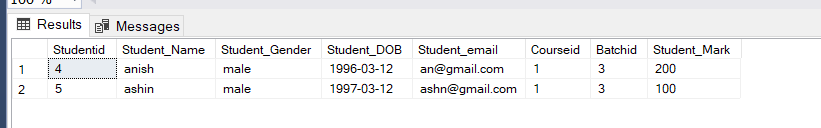 100 %
Results Messages
Studentid Student_Name Student_Gender Student_DOB Student_email Courseid Batchid Student_Mark
1 4 anish male 1996-03-12 an@gmail.com 1 3 200
2 5 ashin male 1997-03-12 ashn@gmail.com 1 3 100